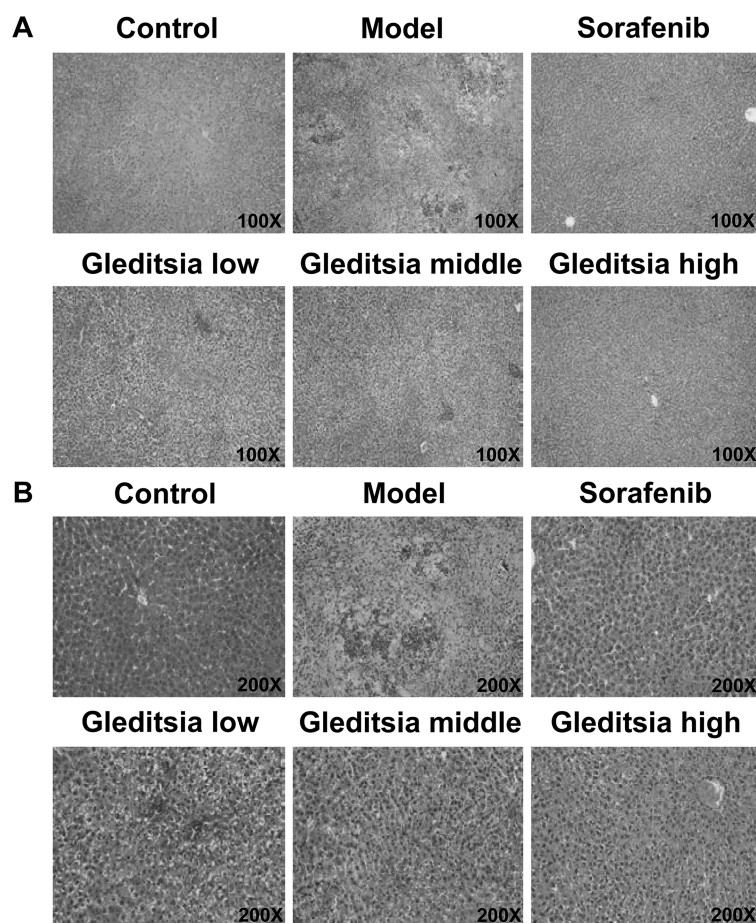 A
Control Model Sorafenib
100X 100X 100X
Gleditsia low Gleditsia middle Gleditsia high
100X 100X 100X
B
Control Model Sorafenib
200X 200X 200X
Gleditsia low Gleditsia middle Gleditsia high
200X 200X 200X